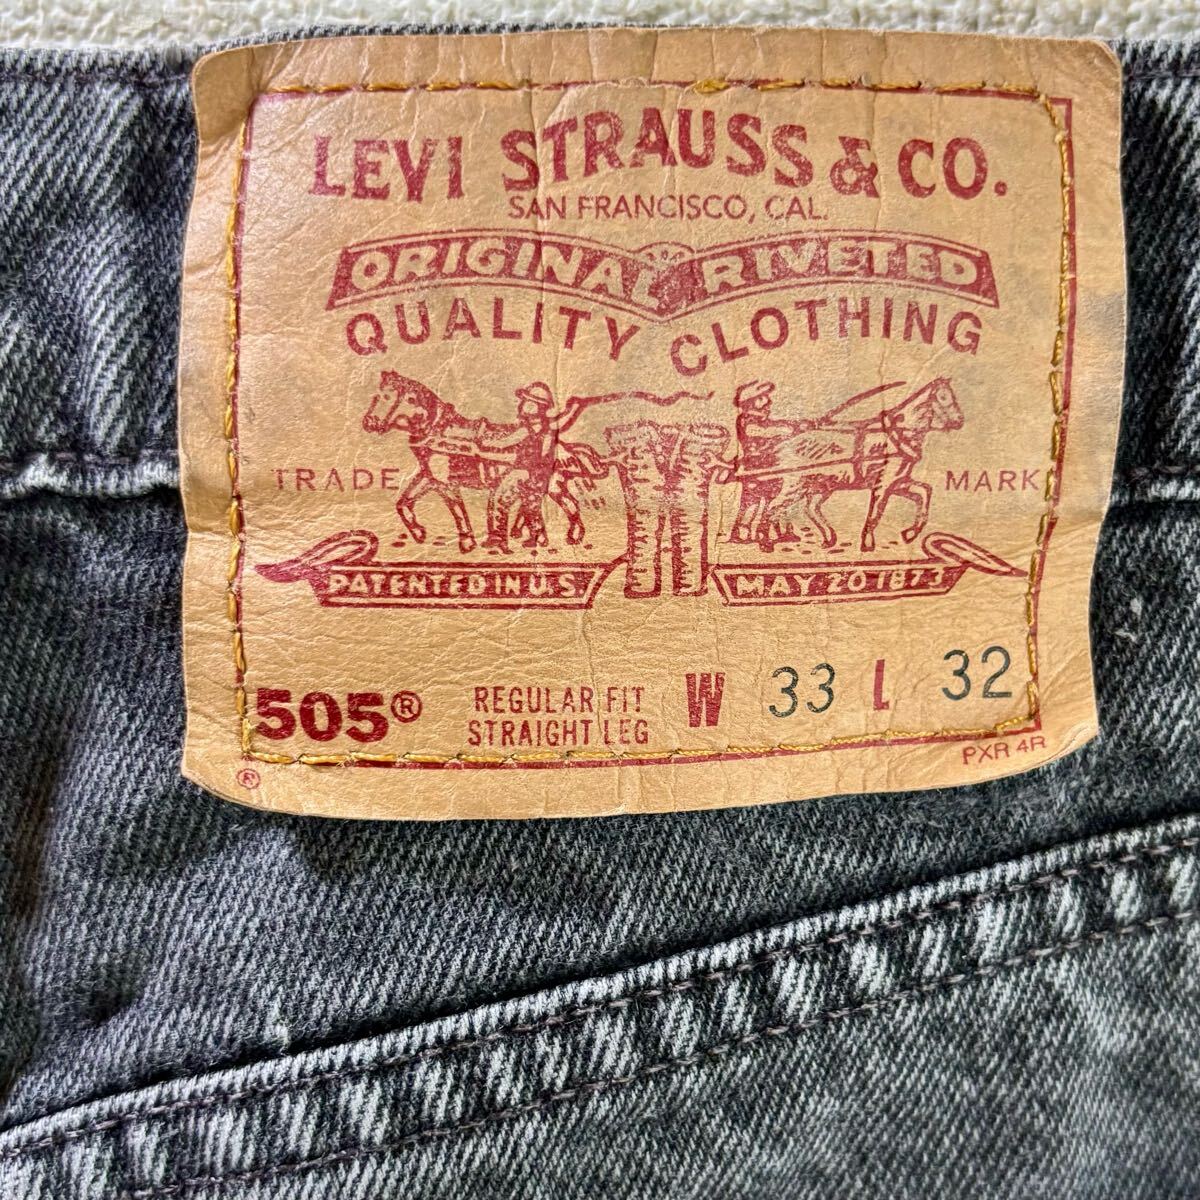 LEVI STRAUSS & CO.
SAN FRANCISCO, CAL.
ORIGINAL RIVETED
QUALITY CLOTHING
TRADE MARK
PATENTED IN U.S. MAY 20 1873
505® REGULAR FIT
STRAIGHT LEG W 33 L 32
® PXR 4R